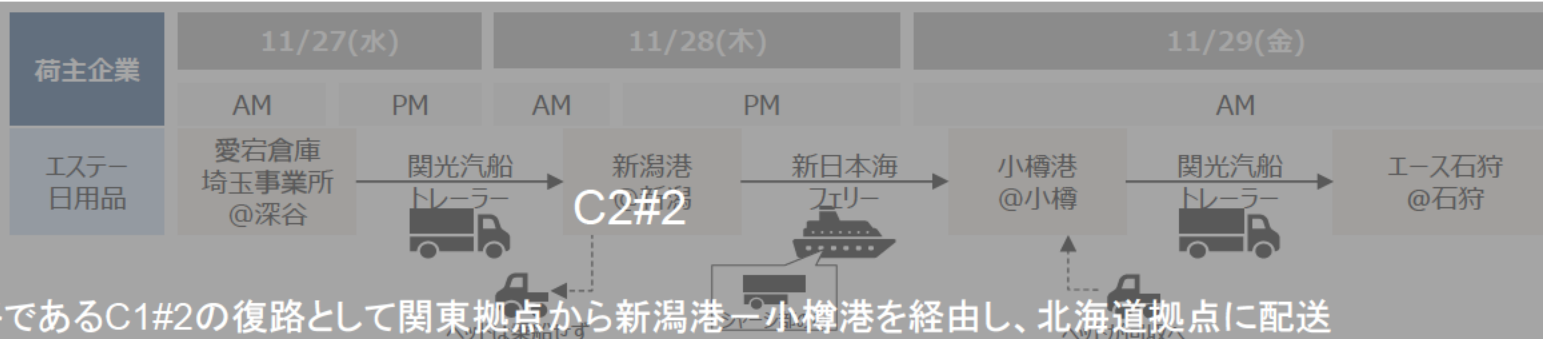 荷主企業
11/27(水)
11/28(木)
11/29(金)
AM
PM
AM
PM
AM
エステー
日用品
愛宕倉庫
埼玉事業所
@深谷
関光汽船
トレーラー
新潟港
@新潟
新日本海
フェリー
小樽港
@小樽
関光汽船
トレーラー
エース石狩
@石狩
C2#2
であるC1#2の復路として関東拠点から新潟港ー小樽港を経由し、北海道拠点に配送